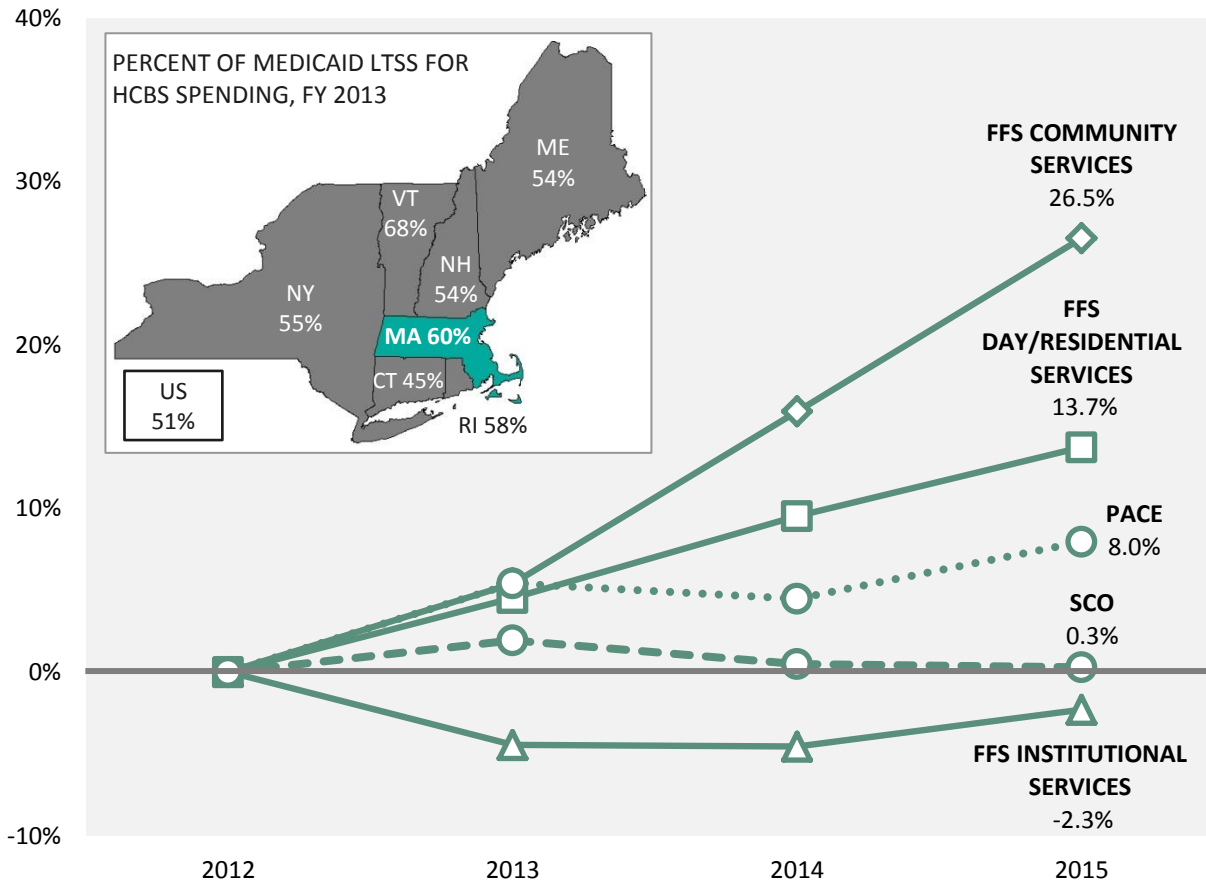 40%
30%
20%
10%
0%
-10%
PERCENT OF MEDICAID LTSS FOR
HCBS SPENDING, FY 2013
ME
54%
VT
68%
NH
54%
NY
55%
MA 60%
CT 45%
RI 58%
US
51%
FFS COMMUNITY
SERVICES
26.5%
FFS
DAY/RESIDENTIAL
SERVICES
13.7%
PACE
8.0%
SCO
0.3%
FFS INSTITUTIONAL
SERVICES
-2.3%
2012
2013
2014
2015